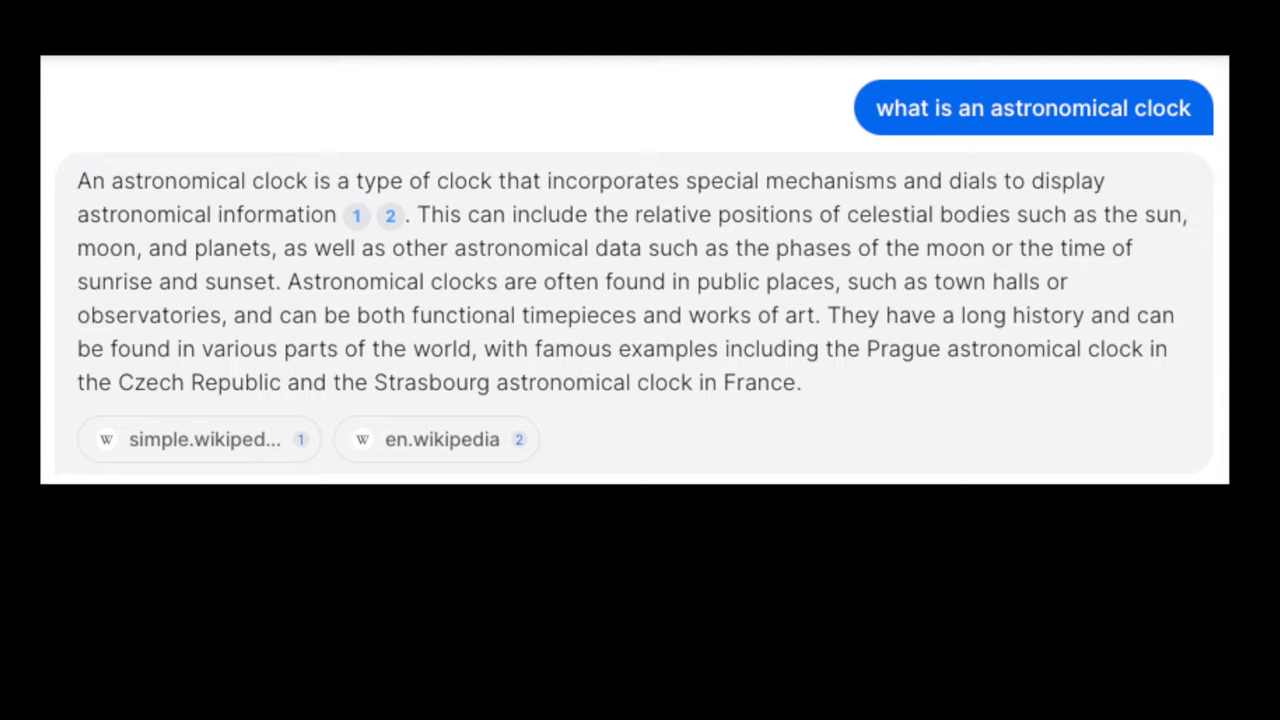 what is an astronomical clock
An astronomical clock is a type of clock that incorporates special mechanisms and dials to display
astronomical information 1 2 . This can include the relative positions of celestial bodies such as the sun,
moon, and planets, as well as other astronomical data such as the phases of the moon or the time of
sunrise and sunset. Astronomical clocks are often found in public places, such as town halls or
observatories, and can be both functional timepieces and works of art. They have a long history and can
be found in various parts of the world, with famous examples including the Prague astronomical clock in
the Czech Republic and the Strasbourg astronomical clock in France.
W simple.wikiped... 1 W en.wikipedia 2